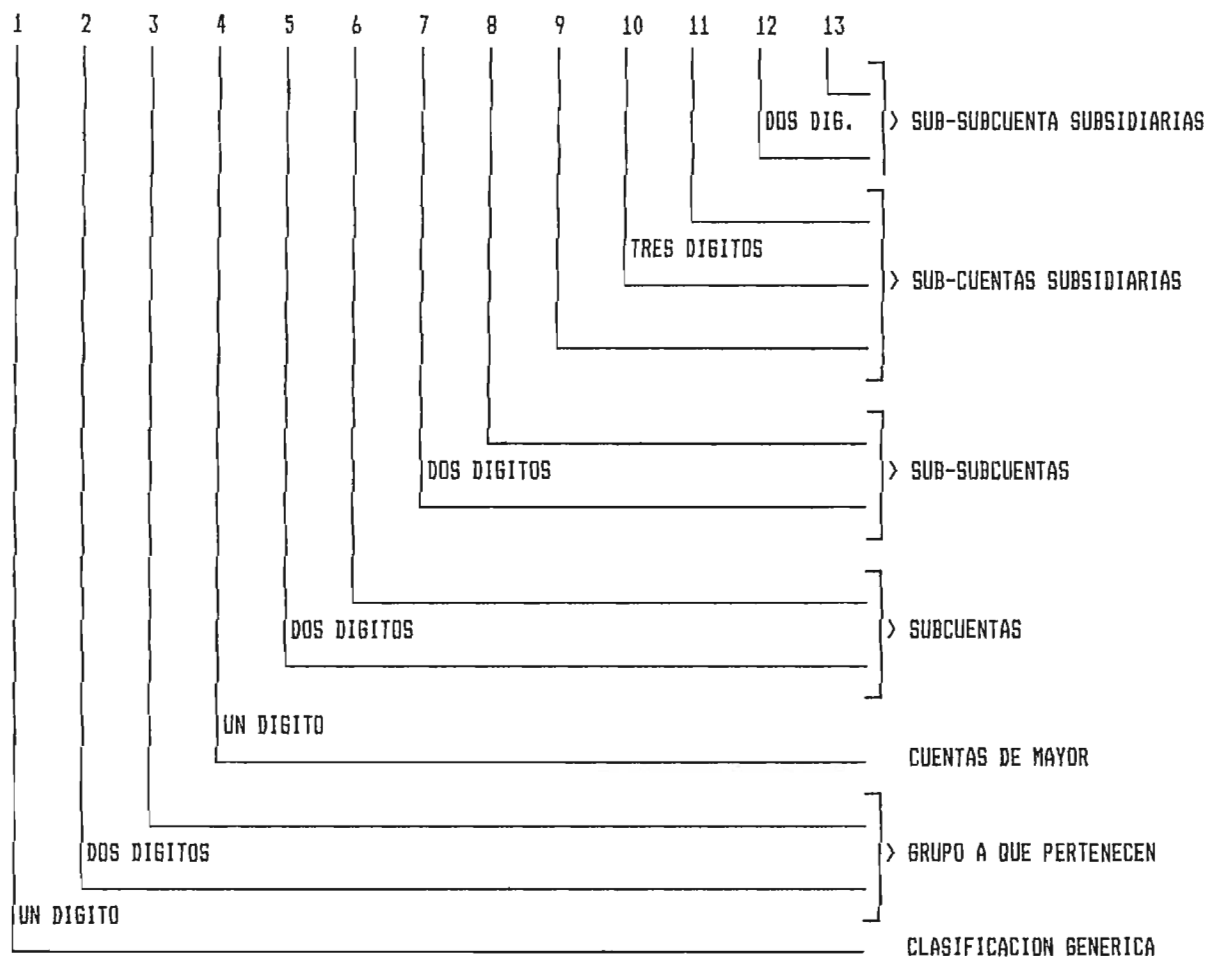 1 2 3 4 5 6 7 8 9 10 11 12 13
DOS DIG. > SUB-SUBCUENTA SUBSIDIARIAS
TRES DIGITOS
> SUB-CUENTAS SUBSIDIARIAS
DOS DIGITOS > SUB-SUBCUENTAS
DOS DIGITOS > SUBCUENTAS
UN DIGITO
CUENTAS DE MAYOR
DOS DIGITOS > GRUPO A QUE PERTENECEN
UN DIGITO
CLASIFICACION GENERICA